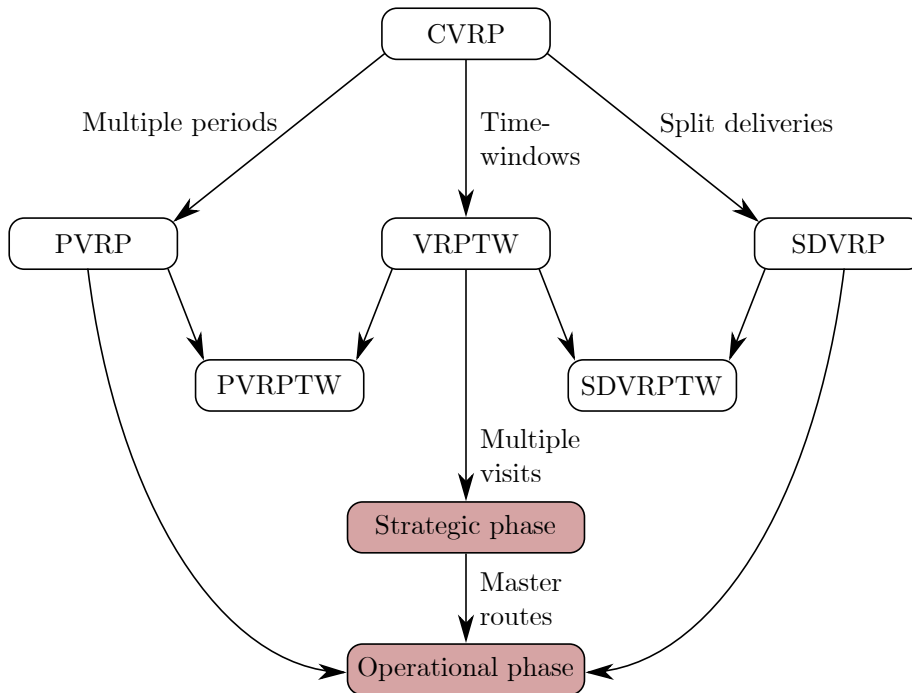 CVRP
Multiple periods
Time-
windows
Split deliveries
PVRP
VRPTW
SDVRP
PVRPTW
SDVRPTW
Multiple
visits
Strategic phase
Master
routes
Operational phase